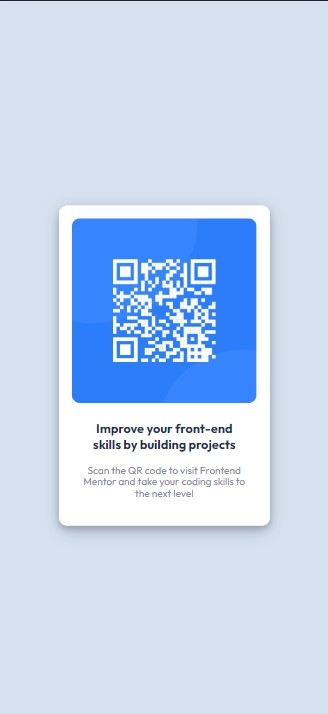 Improve your front-end
skills by building projects
Scan the QR code to visit Frontend
Mentor and take your coding skills to
the next level